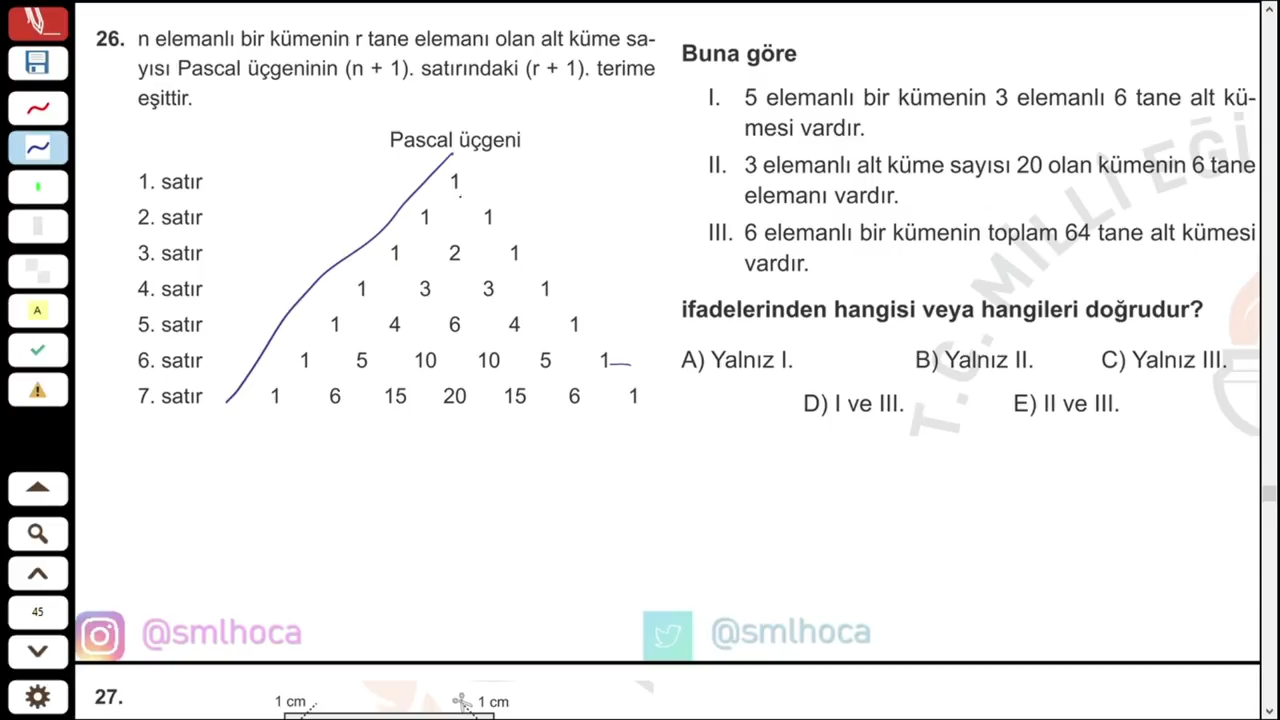 26. n elemanlı bir kümenin r tane elemanı olan alt küme sa-
yısı Pascal üçgeninin (n + 1). satırındaki (r + 1). terime
eşittir.
Pascal üçgeni
1. satır 1
2. satır 1 1
3. satır 1 2 1
4. satır 1 3 3 1
5. satır 1 4 6 4 1
6. satır 1 5 10 10 5 1
7. satır 1 6 15 20 15 6 1
Buna göre
I. 5 elemanlı bir kümenin 3 elemanlı 6 tane alt kü-
mesi vardır.
II. 3 elemanlı alt küme sayısı 20 olan kümenin 6 tane
elemanı vardır.
III. 6 elemanlı bir kümenin toplam 64 tane alt kümesi
vardır.
ifadelerinden hangisi veya hangileri doğrudur?
A) Yalnız I. B) Yalnız II. C) Yalnız III.
D) I ve III. E) II ve III.
T.C. MİLLÎ EĞİ
A
45
@smlhoca
@smlhoca
27.
1 cm 1 cm